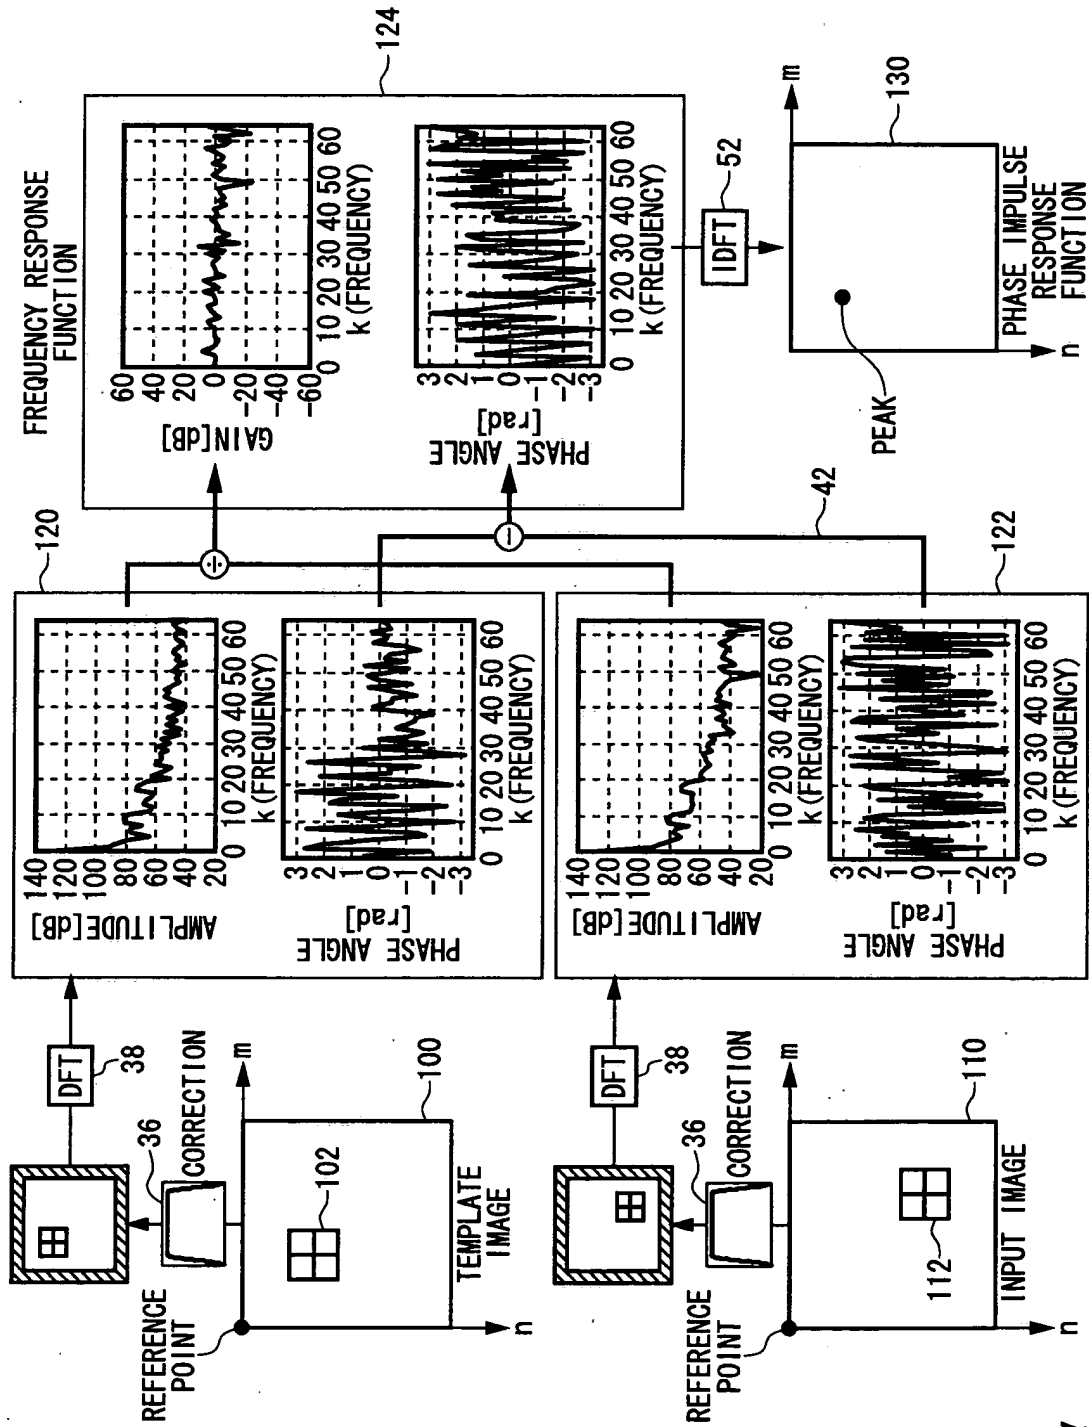 REFERENCE
POINT
36
CORRECTION
m
n
102
100
TEMPLATE
IMAGE
DFT
38
120
AMPLITUDE[dB]
140
120
100
80
60
40
20
0 10 20 30 40 50 60
k(FREQUENCY)
PHASE ANGLE
[rad]
3
2
1
0
-1
-2
-3
0 10 20 30 40 50 60
k(FREQUENCY)
REFERENCE
POINT
36
CORRECTION
m
n
112
110
INPUT IMAGE
DFT
38
122
AMPLITUDE[dB]
140
120
100
80
60
40
20
0 10 20 30 40 50 60
k(FREQUENCY)
PHASE ANGLE
[rad]
3
2
1
0
-1
-2
-3
0 10 20 30 40 50 60
k(FREQUENCY)
÷
−
42
FREQUENCY RESPONSE
FUNCTION
124
GAIN[dB]
60
40
20
0
-20
-40
-60
0 10 20 30 40 50 60
k(FREQUENCY)
PHASE ANGLE
[rad]
3
2
1
0
-1
-2
-3
0 10 20 30 40 50 60
k(FREQUENCY)
IDFT
52
m
n
PEAK
130
PHASE IMPULSE
RESPONSE
FUNCTION